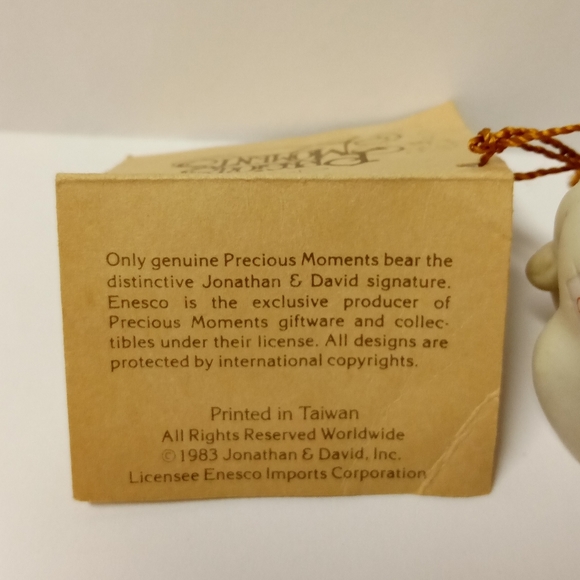 Precious
Moments
Only genuine Precious Moments bear the
distinctive Jonathan & David signature.
Enesco is the exclusive producer of
Precious Moments giftware and collec-
tibles under their license. All designs are
protected by international copyrights.
Printed in Taiwan
All Rights Reserved Worldwide
©1983 Jonathan & David, Inc.
Licensee Enesco Imports Corporation